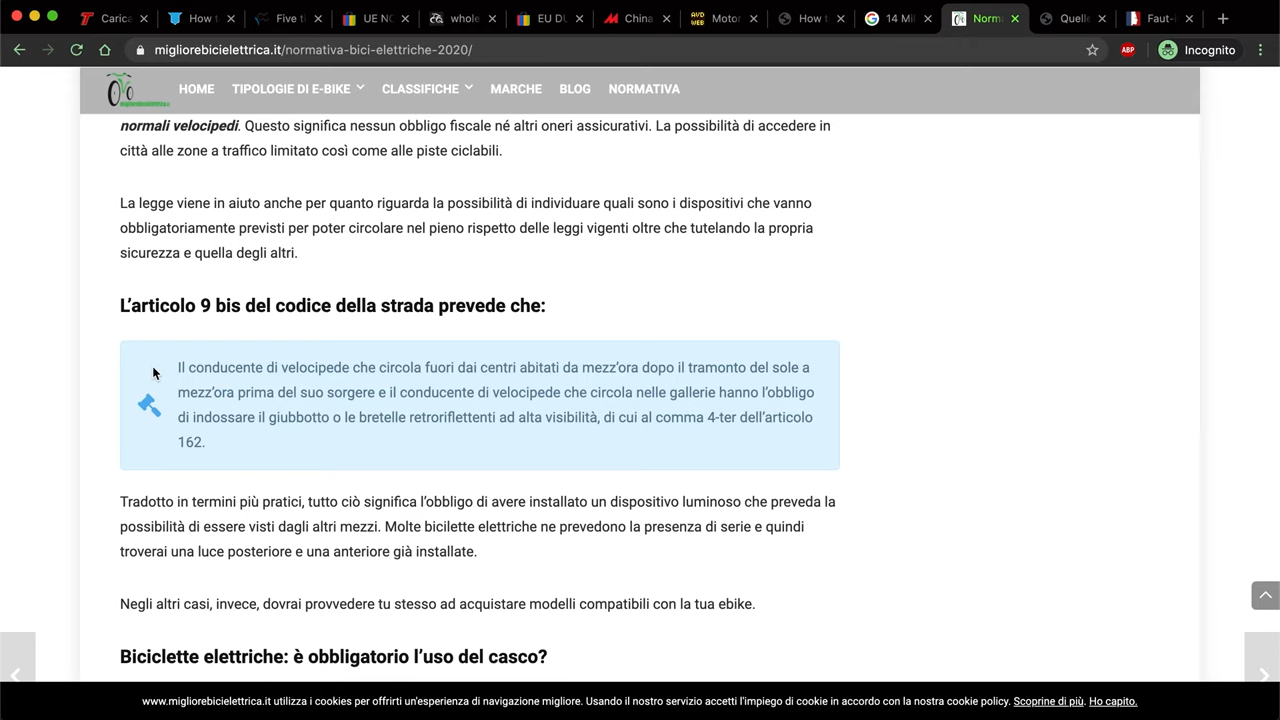 Carica
How t
Five ti
UE NO
whole
EU DU
China
Motor
How t
14 Mi
Norm
Quelle
Faut-
migliorebicielettrica.it/normativa-bici-elettriche-2020/
ABP
Incognito
HOME TIPOLOGIE DI E-BIKE CLASSIFICHE MARCHE BLOG NORMATIVA
normali velocipedi. Questo significa nessun obbligo fiscale né altri oneri assicurativi. La possibilità di accedere in
città alle zone a traffico limitato così come alle piste ciclabili.
La legge viene in aiuto anche per quanto riguarda la possibilità di individuare quali sono i dispositivi che vanno
obbligatoriamente previsti per poter circolare nel pieno rispetto delle leggi vigenti oltre che tutelando la propria
sicurezza e quella degli altri.
L’articolo 9 bis del codice della strada prevede che:
Il conducente di velocipede che circola fuori dai centri abitati da mezz’ora dopo il tramonto del sole a
mezz’ora prima del suo sorgere e il conducente di velocipede che circola nelle gallerie hanno l’obbligo
di indossare il giubbotto o le bretelle retroriflettenti ad alta visibilità, di cui al comma 4-ter dell’articolo
162.
Tradotto in termini più pratici, tutto ciò significa l’obbligo di avere installato un dispositivo luminoso che preveda la
possibilità di essere visti dagli altri mezzi. Molte biciclette elettriche ne prevedono la presenza di serie e quindi
troverai una luce posteriore e una anteriore già installate.
Negli altri casi, invece, dovrai provvedere tu stesso ad acquistare modelli compatibili con la tua ebike.
Biciclette elettriche: è obbligatorio l’uso del casco?
www.migliorebicielettrica.it utilizza i cookies per offrirti un'esperienza di navigazione migliore. Usando il nostro servizio accetti l'impiego di cookie in accordo con la nostra cookie policy. Scoprine di più. Ho capito.